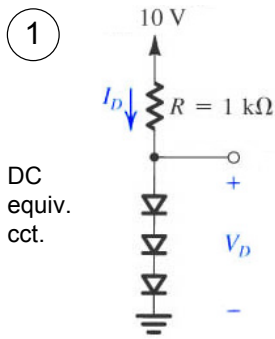 1
10 V
I_D
R = 1 kΩ
DC
equiv.
cct.
+
V_D
−